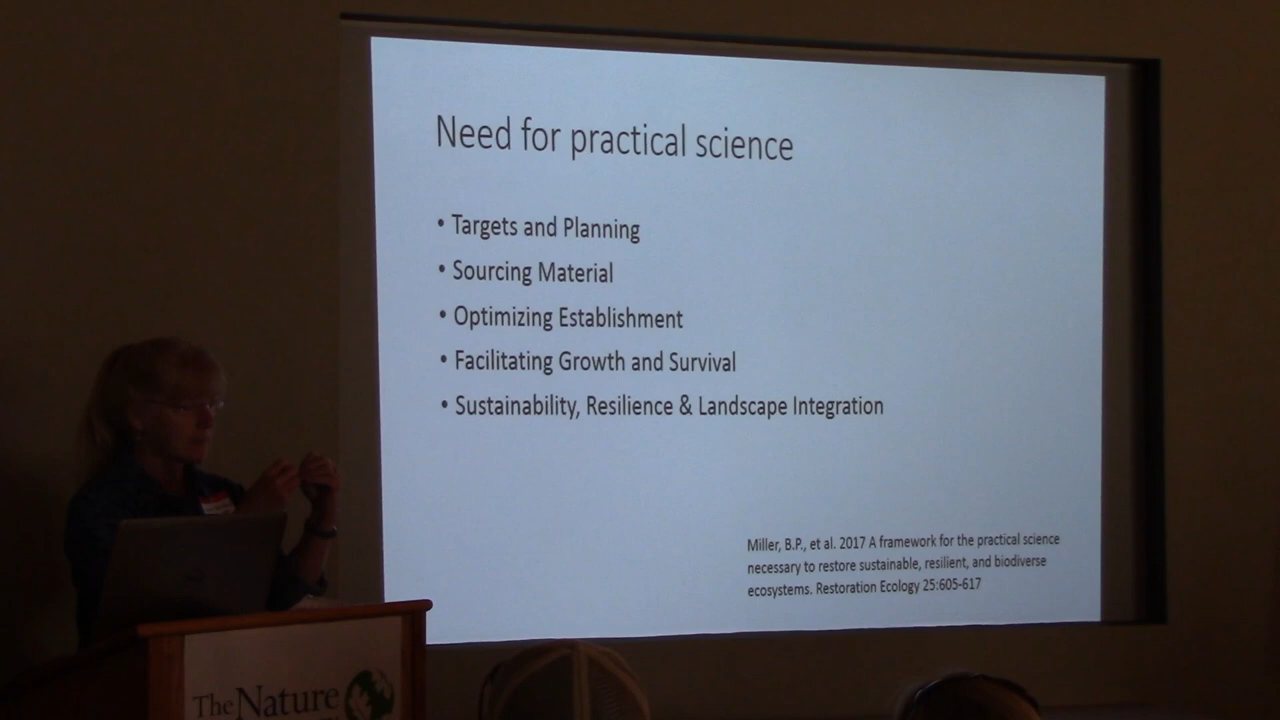 Need for practical science
• Targets and Planning
• Sourcing Material
• Optimizing Establishment
• Facilitating Growth and Survival
• Sustainability, Resilience & Landscape Integration
Miller, B.P., et al. 2017 A framework for the practical science
necessary to restore sustainable, resilient, and biodiverse
ecosystems. Restoration Ecology 25:605-617
The Nature